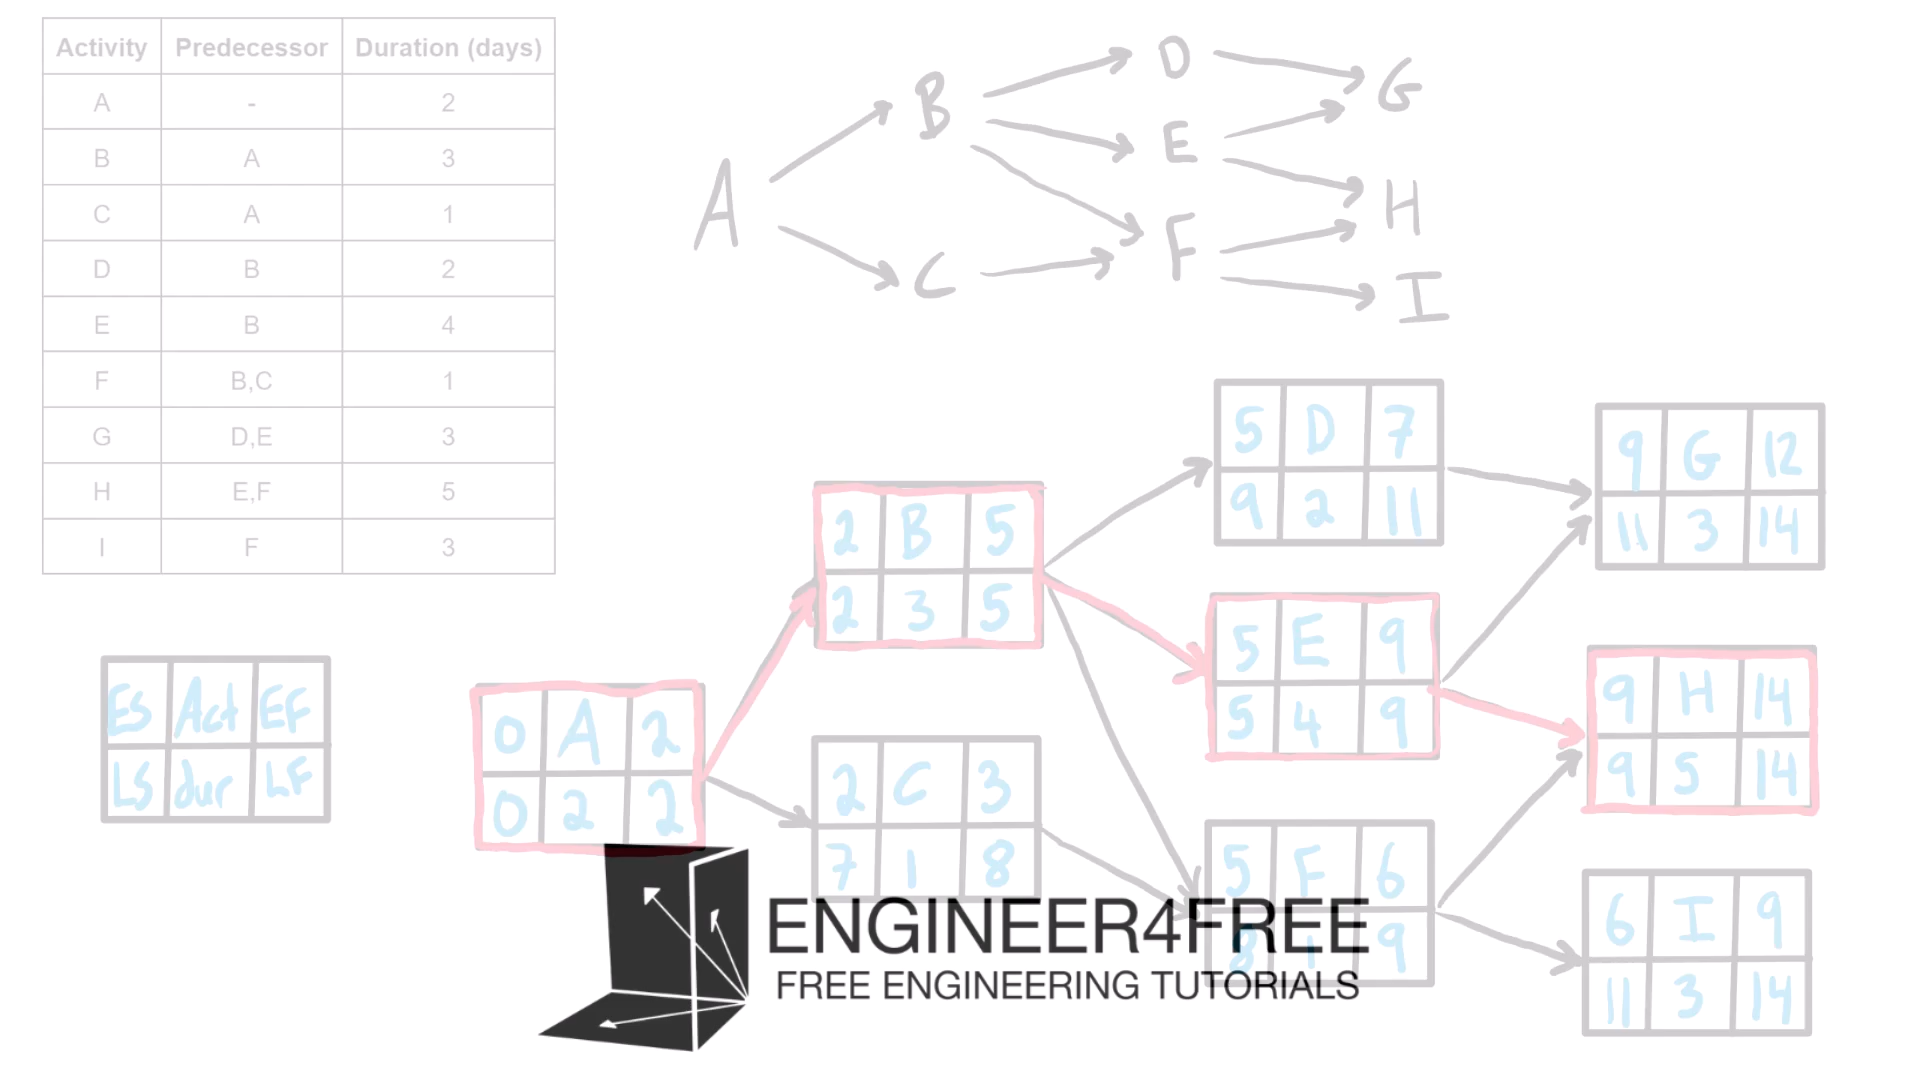 Activity Predecessor Duration (days)
A - 2
B A 3
C A 1
D B 2
E B 4
F B,C 1
G D,E 3
H E,F 5
I F 3
A
B
C
D
E
F
G
H
I
ES Act EF
LS dur LF
0 A 2
0 2 2
2 B 5
2 3 5
2 C 3
7 1 8
5 D 7
9 2 11
5 E 9
5 4 9
5 F 6
8 1 9
9 G 12
11 3 14
9 H 14
9 5 14
6 I 9
11 3 14
ENGINEER4FREE
FREE ENGINEERING TUTORIALS